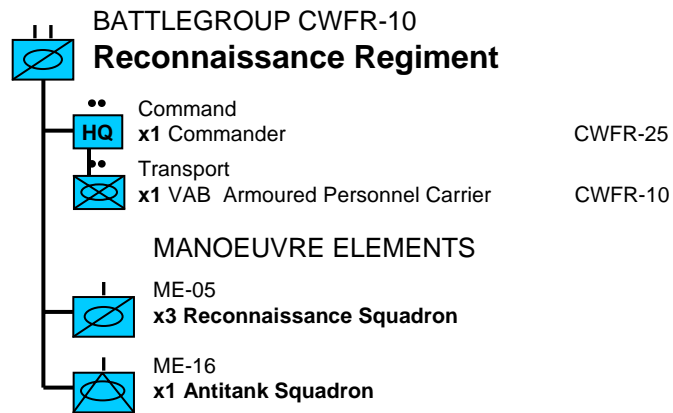 BATTLEGROUP CWFR-10
Reconnaissance Regiment
Command
HQ x1 Commander CWFR-25
Transport
x1 VAB Armoured Personnel Carrier CWFR-10
MANOEUVRE ELEMENTS
ME-05
x3 Reconnaissance Squadron
ME-16
x1 Antitank Squadron